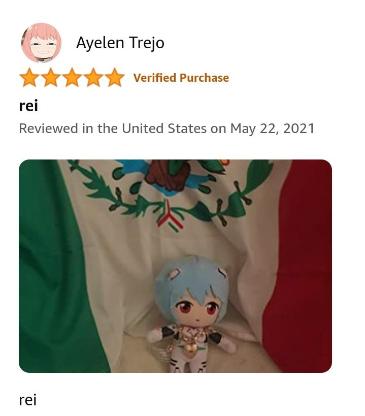 Ayelen Trejo
Verified Purchase
rei
Reviewed in the United States on May 22, 2021
rei